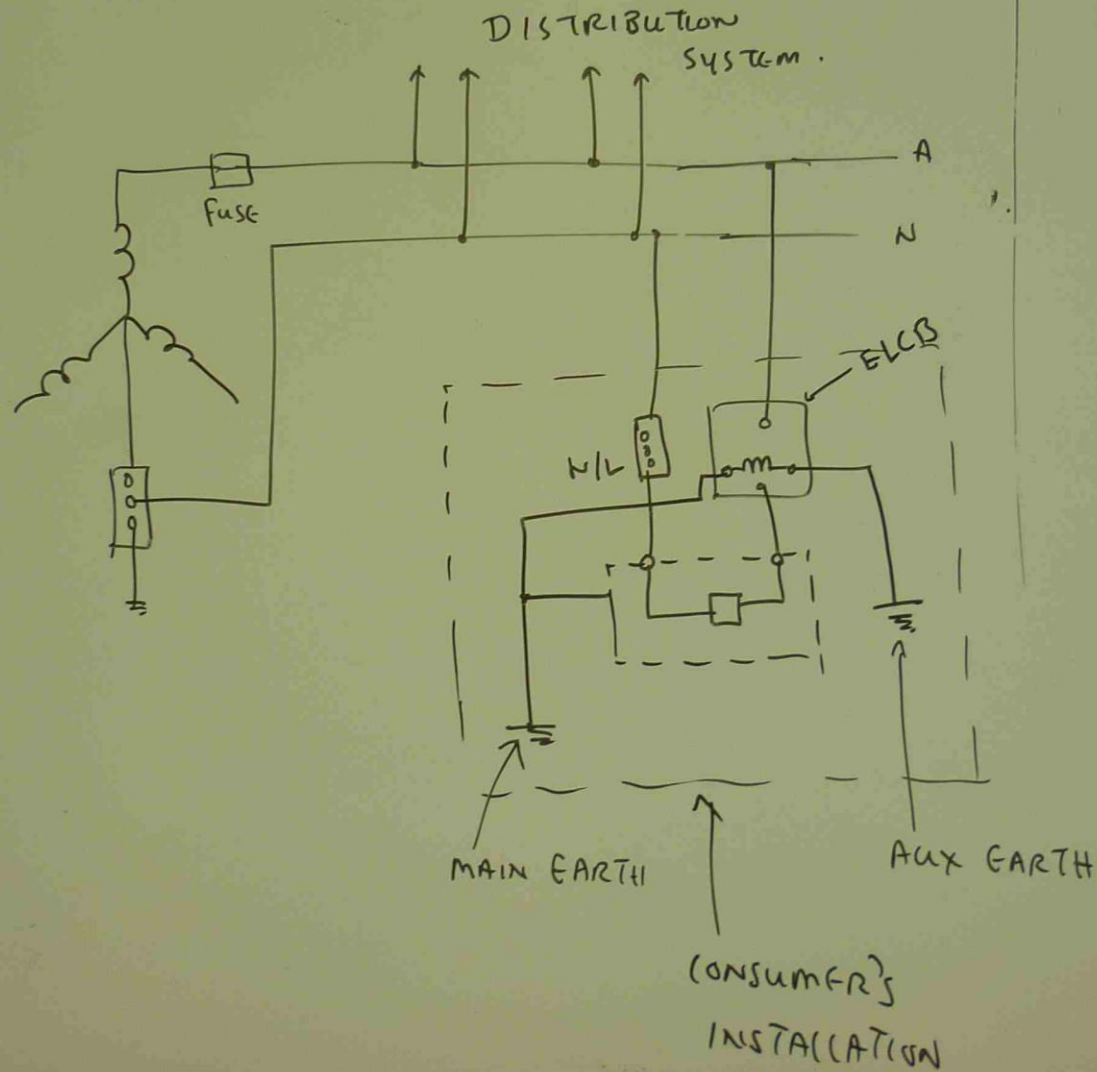 DISTRIBUTION
SYSTEM.
A
Fuse
N
ELCB
N/L
MAIN EARTH
AUX EARTH
CONSUMER'S
INSTALLATION